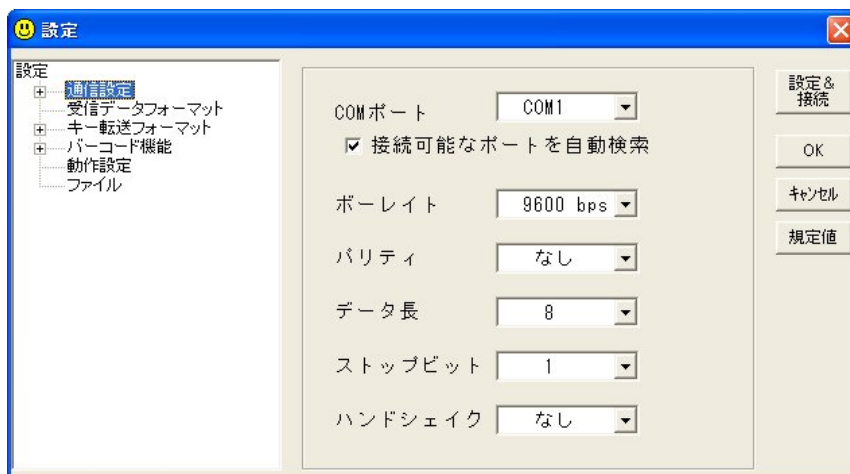 設定
設定
通信設定
受信データフォーマット
キー転送フォーマット
バーコード機能
動作設定
ファイル
COMポート COM1
接続可能なポートを自動検索
ボーレイト 9600 bps
パリティ なし
データ長 8
ストップビット 1
ハンドシェイク なし
設定&
接続
OK
キャンセル
規定値